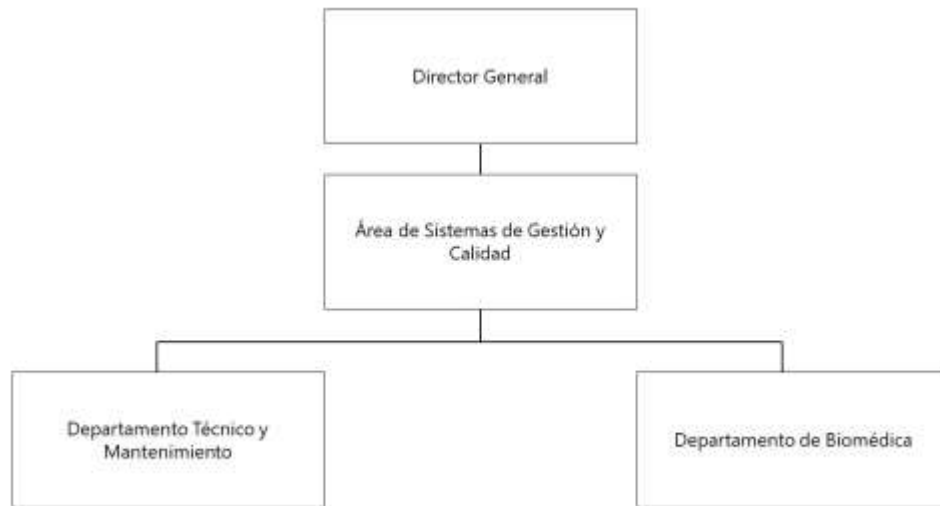 Director General
Área de Sistemas de Gestión y
Calidad
Departamento Técnico y
Mantenimiento
Departamento de Biomédica